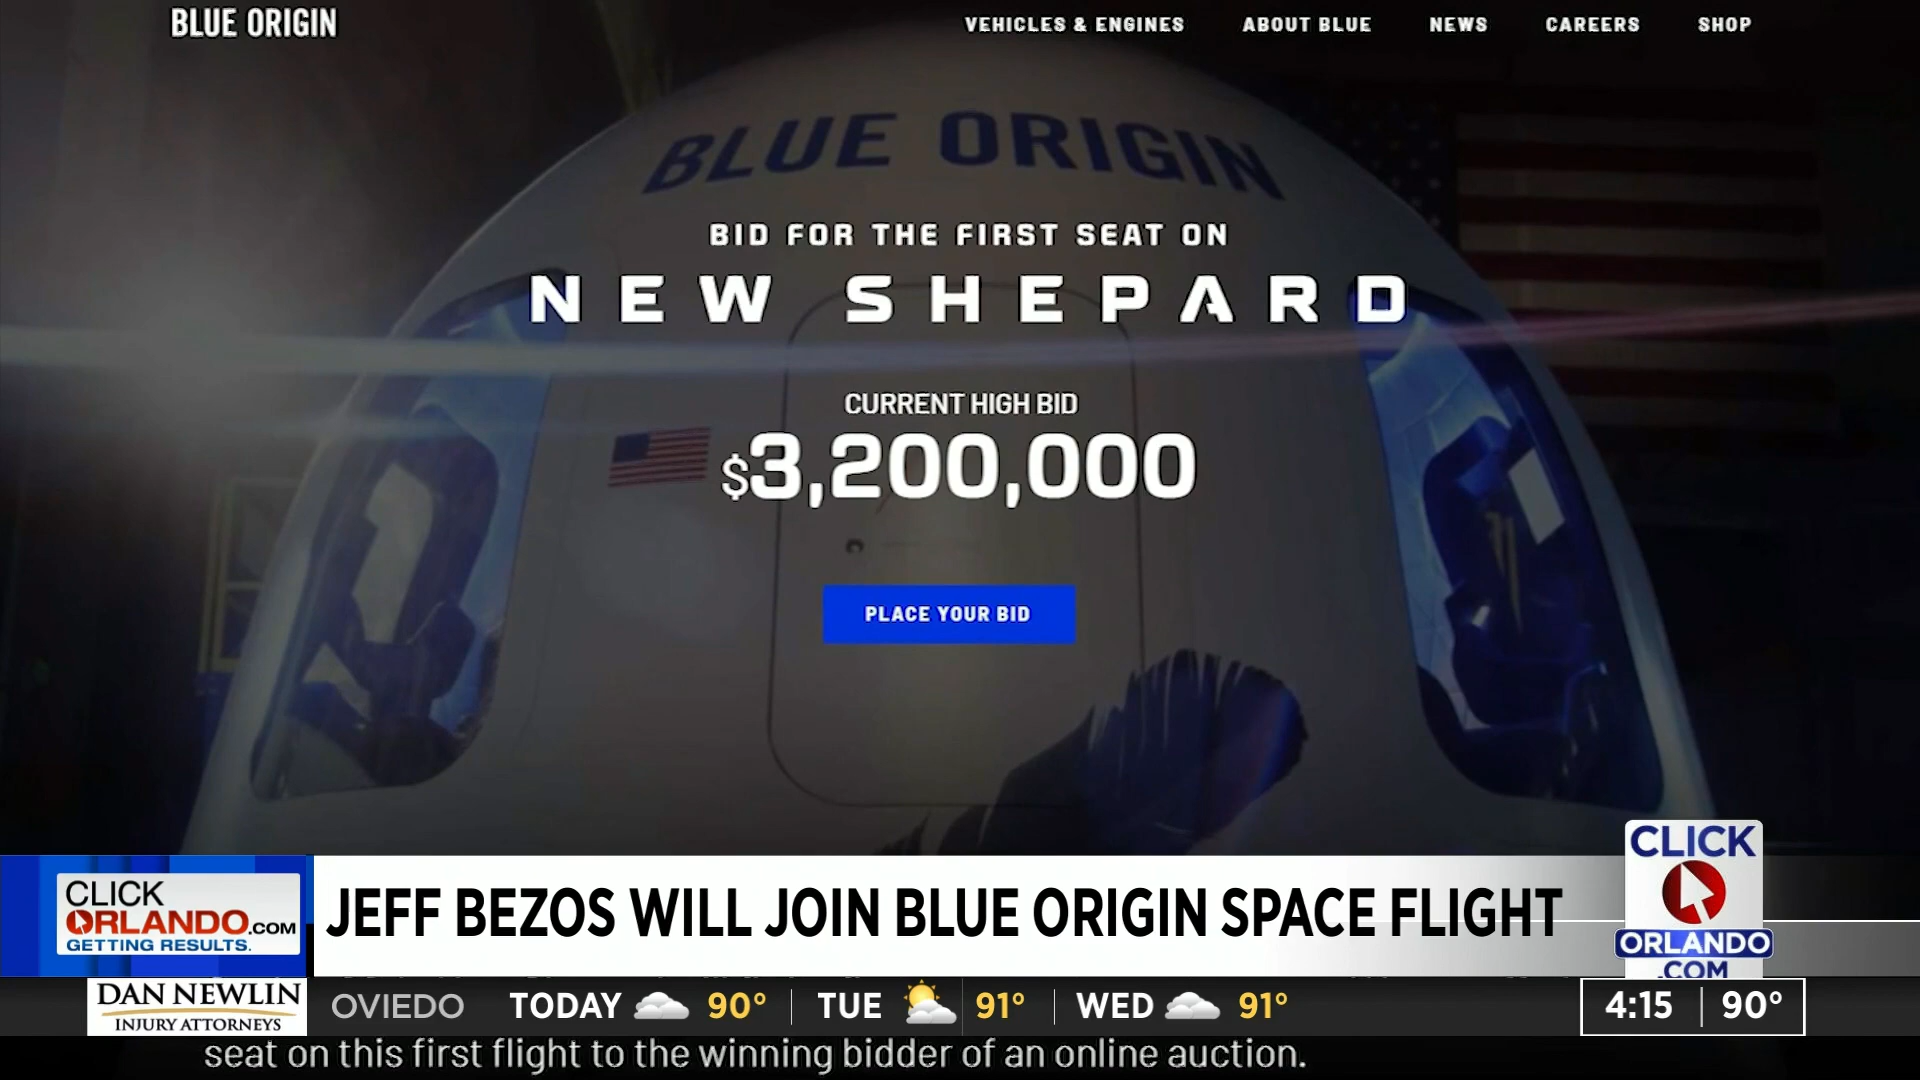 BLUE ORIGIN
VEHICLES & ENGINES ABOUT BLUE NEWS CAREERS SHOP
BLUE ORIGIN
BID FOR THE FIRST SEAT ON
NEW SHEPARD
CURRENT HIGH BID
$3,200,000
PLACE YOUR BID
CLICK
ORLANDO.COM
GETTING RESULTS.
JEFF BEZOS WILL JOIN BLUE ORIGIN SPACE FLIGHT
CLICK
ORLANDO
.COM
DAN NEWLIN
INJURY ATTORNEYS
OVIEDO TODAY 90° TUE 91° WED 91°
4:15 90°
seat on this first flight to the winning bidder of an online auction.